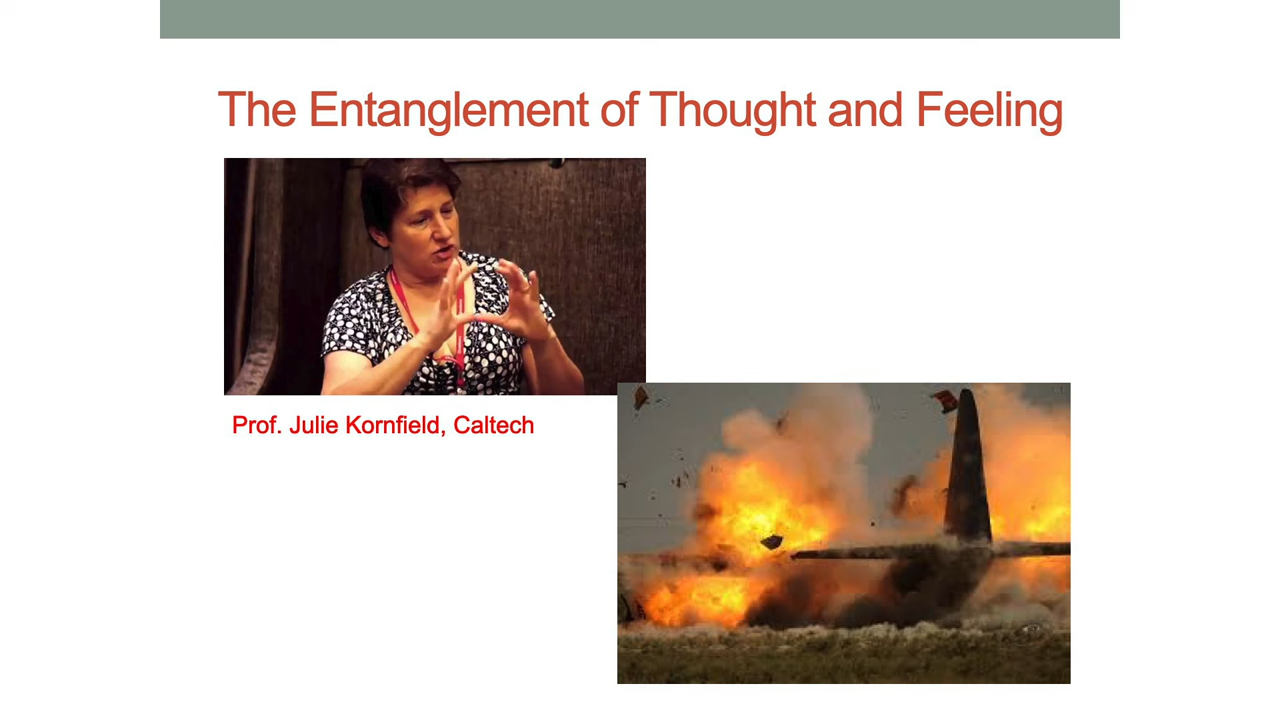 The Entanglement of Thought and Feeling
Prof. Julie Kornfield, Caltech